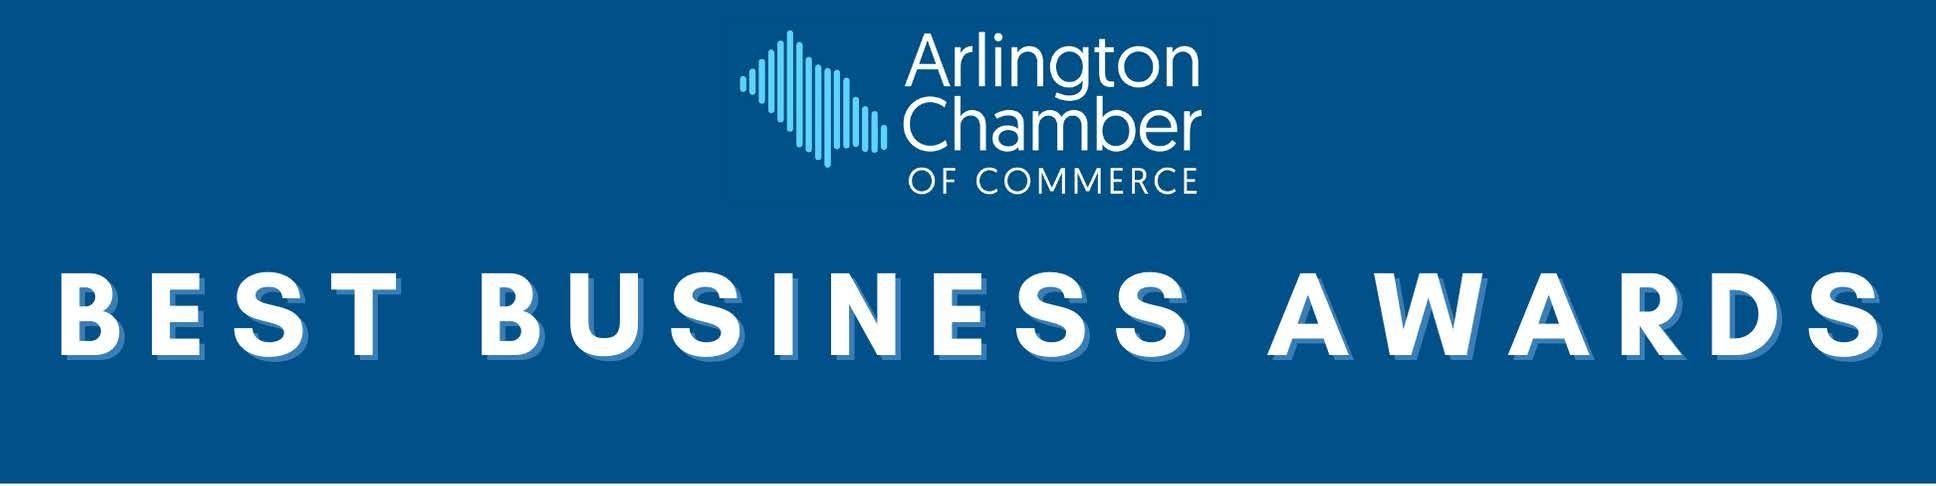 Arlington
Chamber
OF COMMERCE
BEST BUSINESS AWARDS